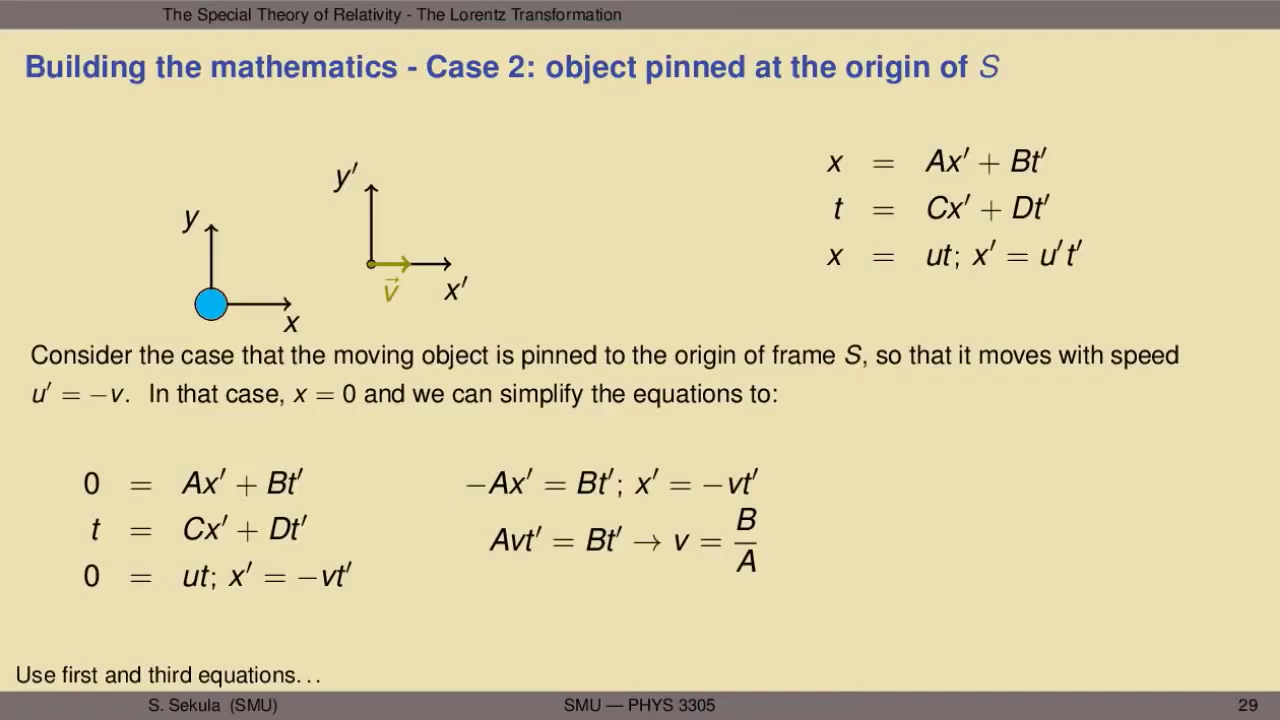 The Special Theory of Relativity - The Lorentz Transformation
Building the mathematics - Case 2: object pinned at the origin of S
y
x
y′
x′
v⃗
x = Ax′ + Bt′
t = Cx′ + Dt′
x = ut; x′ = u′t′
Consider the case that the moving object is pinned to the origin of frame S, so that it moves with speed
u′ = −v. In that case, x = 0 and we can simplify the equations to:
0 = Ax′ + Bt′
t = Cx′ + Dt′
0 = ut; x′ = −vt′
−Ax′ = Bt′; x′ = −vt′
Avt′ = Bt′ → v = B/A
Use first and third equations. . .
S. Sekula (SMU)
SMU — PHYS 3305
29